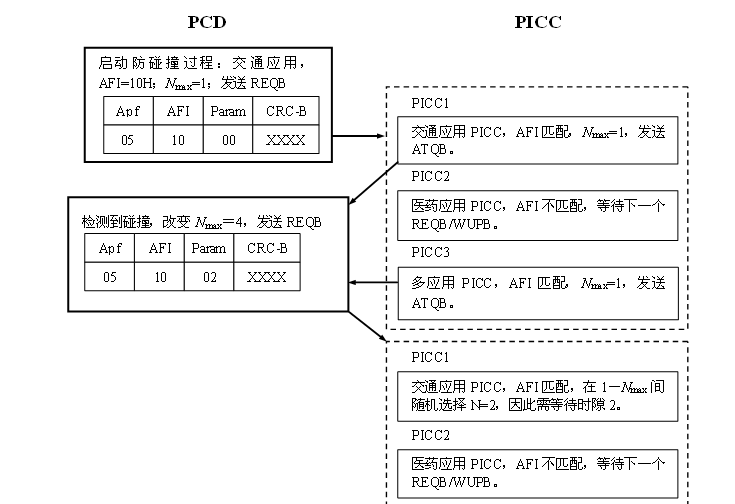 PCD
PICC
启动防碰撞过程：交通应用，
AFI=10H；Nmax=1；发送 REQB
Apf AFI Param CRC-B
05 10 00 XXXX
PICC1
交通应用 PICC，AFI 匹配，Nmax=1，发送
ATQB。
PICC2
医药应用 PICC，AFI 不匹配，等待下一个
REQB/WUPB。
PICC3
多应用 PICC，AFI 匹配，Nmax=1，发送
ATQB。
检测到碰撞，改变 Nmax＝4，发送 REQB
Apf AFI Param CRC-B
05 10 02 XXXX
PICC1
交通应用 PICC，AFI 匹配，在 1—Nmax 间
随机选择 N=2，因此需等待时隙 2。
PICC2
医药应用 PICC，AFI 不匹配，等待下一个
REQB/WUPB。